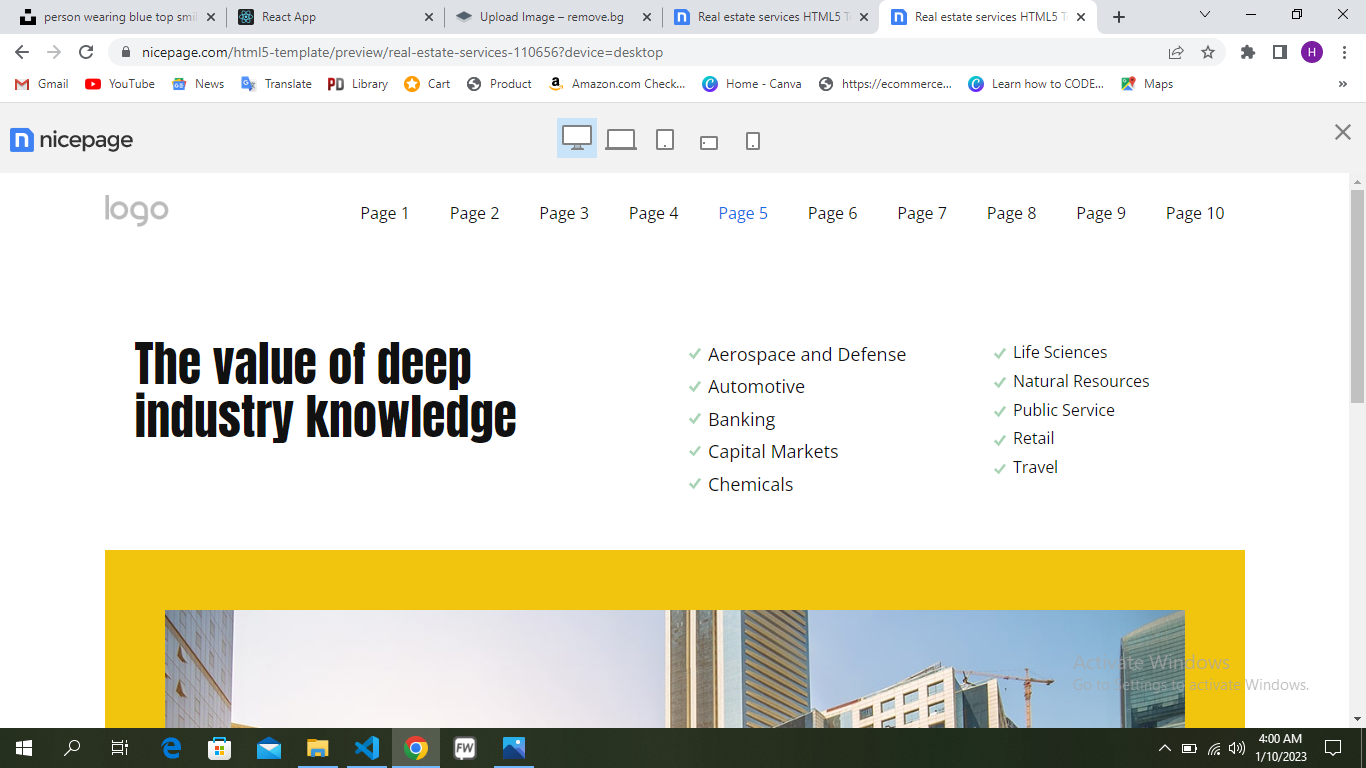 person wearing blue top smil
React App
Upload Image – remove.bg
Real estate services HTML5 T
Real estate services HTML5 T
nicepage.com/html5-template/preview/real-estate-services-110656?device=desktop
H
Gmail
YouTube
News
Translate
PD Library
Cart
Product
Amazon.com Check...
Home - Canva
https://ecommerce...
Learn how to CODE...
Maps
»
nicepage
logo
Page 1
Page 2
Page 3
Page 4
Page 5
Page 6
Page 7
Page 8
Page 9
Page 10
The value of deep
industry knowledge
Aerospace and Defense
Automotive
Banking
Capital Markets
Chemicals
Life Sciences
Natural Resources
Public Service
Retail
Travel
Activate Windows
Go to Settings to activate Windows.
FW
4:00 AM
1/10/2023